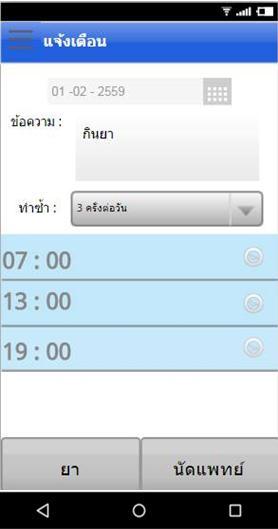 แจ้งเตือน
01 -02 - 2559
ข้อความ :
กินยา
ทำซ้ำ :
3 ครั้งต่อวัน
07 : 00
13 : 00
19 : 00
ยา
นัดแพทย์